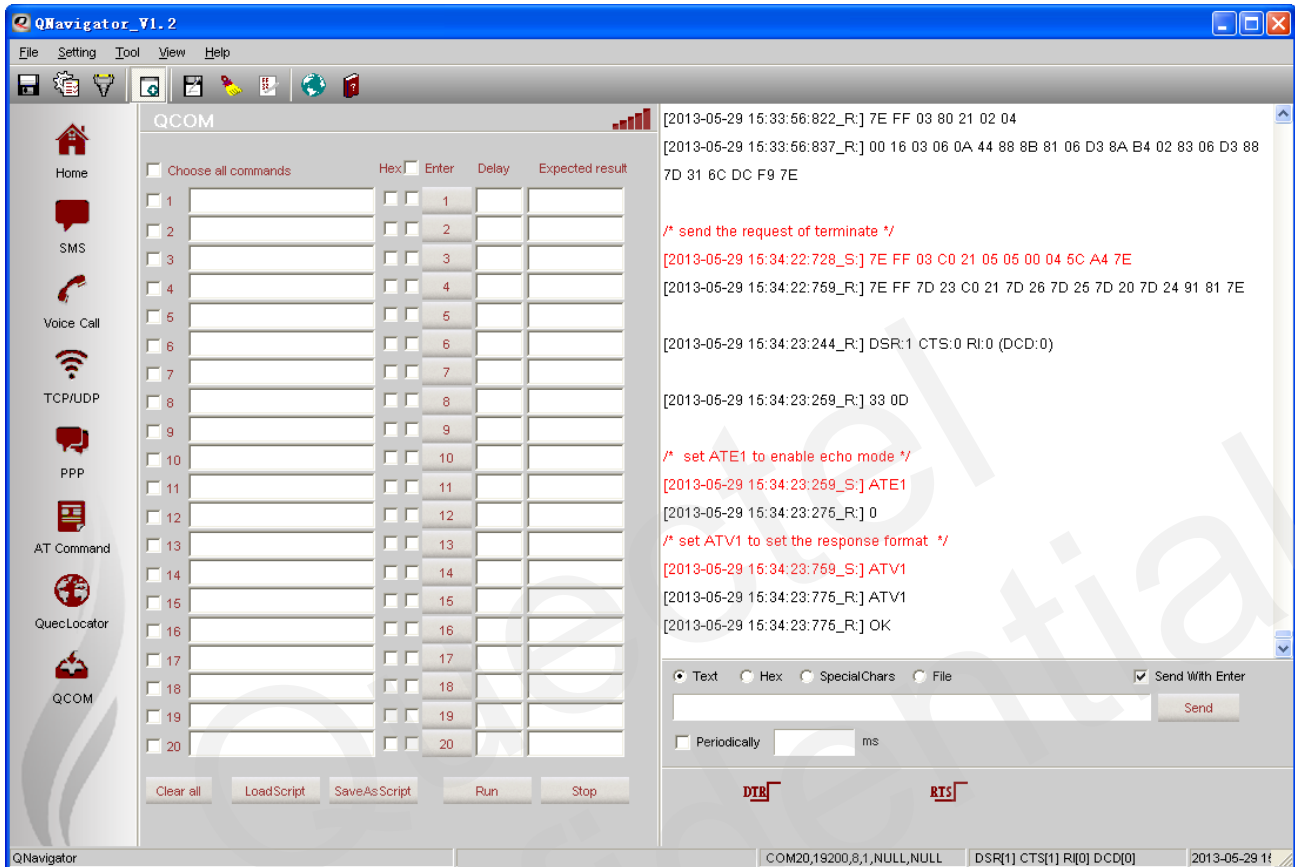 QNavigator_V1.2
File Setting Tool View Help
Home
SMS
Voice Call
TCP/UDP
PPP
AT Command
QuecLocator
QCOM
QCOM
Choose all commands Hex Enter Delay Expected result
1 1
2 2
3 3
4 4
5 5
6 6
7 7
8 8
9 9
10 10
11 11
12 12
13 13
14 14
15 15
16 16
17 17
18 18
19 19
20 20
Clear all LoadScript SaveAsScript Run Stop
[2013-05-29 15:33:56:822_R:] 7E FF 03 80 21 02 04
[2013-05-29 15:33:56:837_R:] 00 16 03 06 0A 44 88 8B 81 06 D3 8A B4 02 83 06 D3 88
7D 31 6C DC F9 7E
/* send the request of terminate */
[2013-05-29 15:34:22:728_S:] 7E FF 03 C0 21 05 05 00 04 5C A4 7E
[2013-05-29 15:34:22:759_R:] 7E FF 7D 23 C0 21 7D 26 7D 25 7D 20 7D 24 91 81 7E
[2013-05-29 15:34:23:244_R:] DSR:1 CTS:0 RI:0 (DCD:0)
[2013-05-29 15:34:23:259_R:] 33 0D
/* set ATE1 to enable echo mode */
[2013-05-29 15:34:23:259_S:] ATE1
[2013-05-29 15:34:23:275_R:] 0
/* set ATV1 to set the response format */
[2013-05-29 15:34:23:759_S:] ATV1
[2013-05-29 15:34:23:775_R:] ATV1
[2013-05-29 15:34:23:775_R:] OK
Text Hex SpecialChars File Send With Enter
Send
Periodically ms
DTR RTS
QNavigator COM20,19200,8,1,NULL,NULL DSR[1] CTS[1] RI[0] DCD[0] 2013-05-29
Quectel